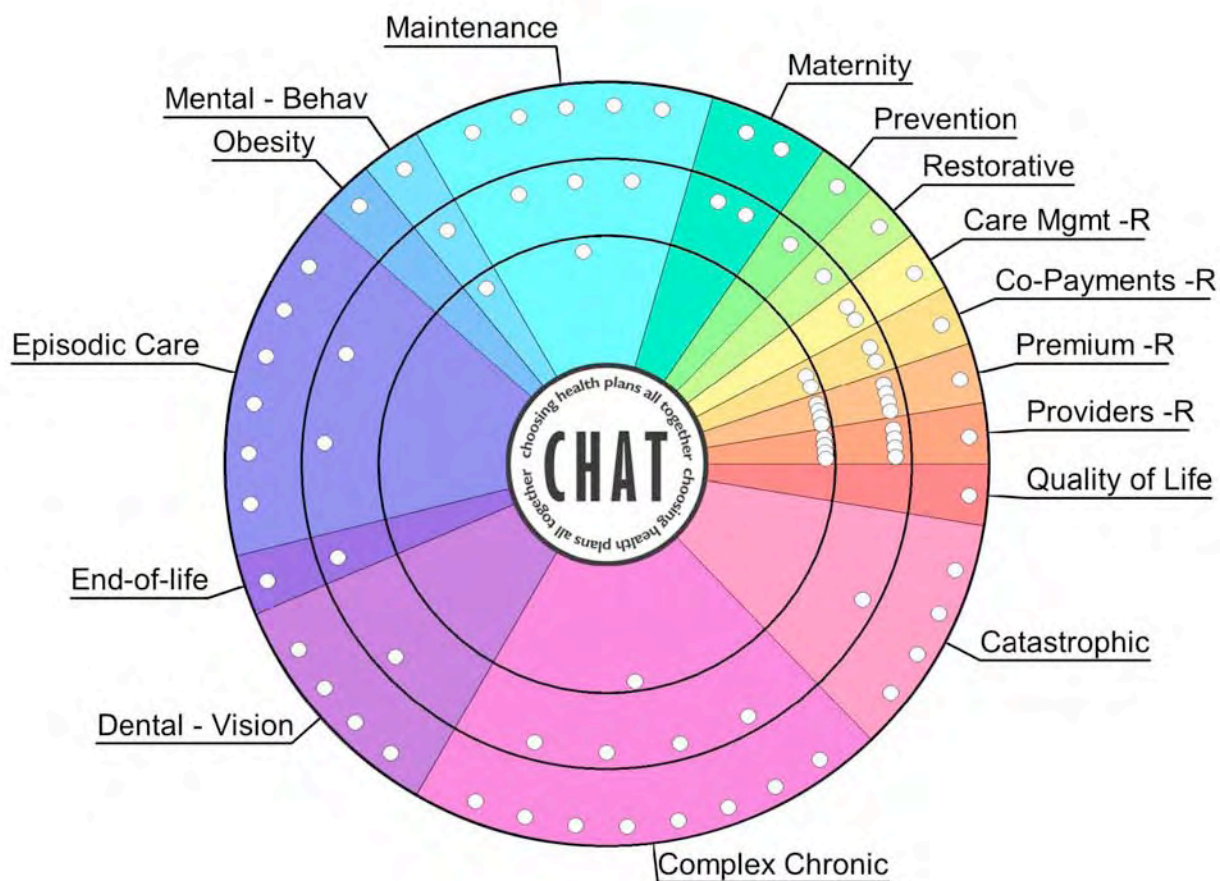 Maintenance
Maternity
Mental - Behav
Prevention
Obesity
Restorative
Care Mgmt -R
Co-Payments -R
Episodic Care
Premium -R
Providers -R
choosing health plans all together
CHAT
choosing health plans all together
Quality of Life
End-of-life
Catastrophic
Dental - Vision
Complex Chronic